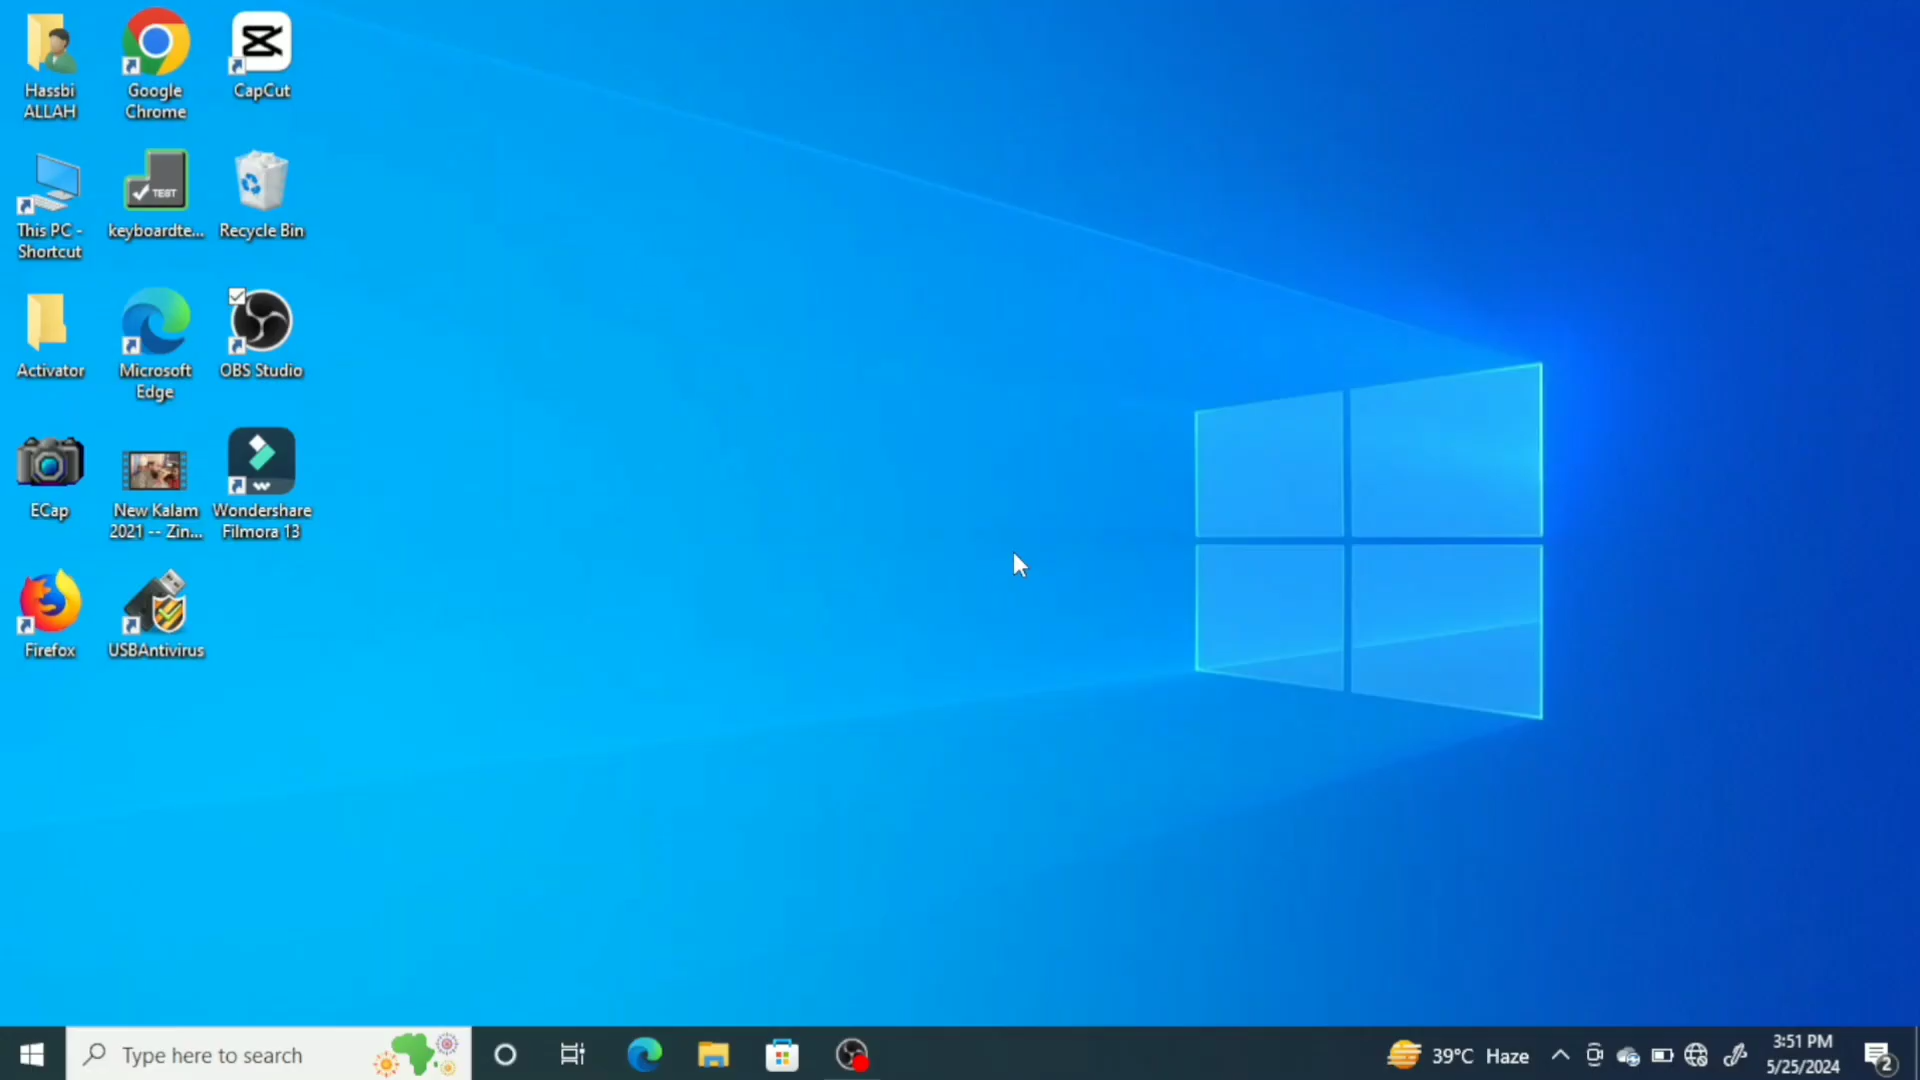 Hassbi
ALLAH
Google
Chrome
CapCut
This PC -
Shortcut
TEST
keyboardte...
Recycle Bin
Activator
Microsoft
Edge
OBS Studio
ECap
New Kalam
2021 -- Zin...
Wondershare
Filmora 13
Firefox
USBAntivirus
Type here to search
39°C Haze
3:51 PM
5/25/2024
2